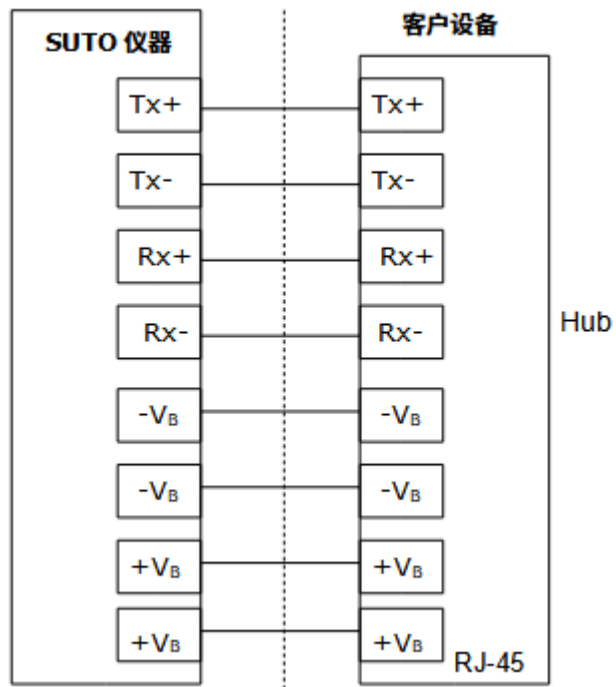 SUTO 仪器
客户设备
Tx+
Tx+
Tx-
Tx-
Rx+
Rx+
Rx-
Rx-
Hub
-VB
-VB
-VB
-VB
+VB
+VB
+VB
+VB
RJ-45